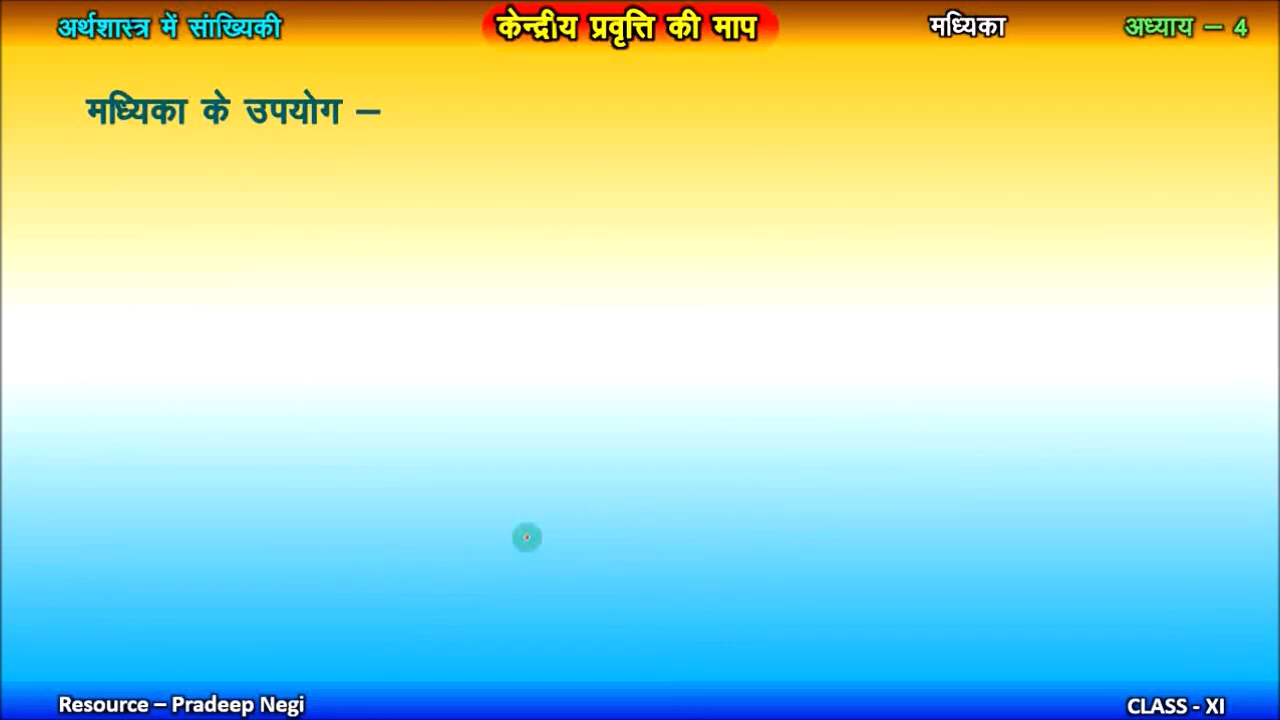 अर्थशास्त्र में सांख्यिकी
केन्द्रीय प्रवृत्ति की माप
मध्यिका
अध्याय – 4
मध्यिका के उपयोग –
Resource – Pradeep Negi
CLASS - XI